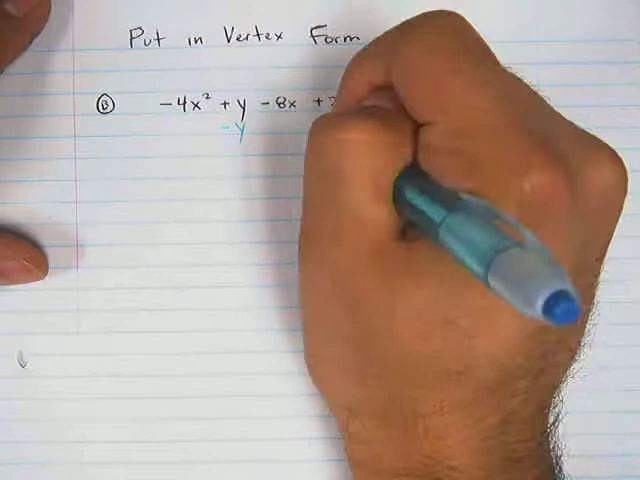 Put in Vertex Form
B -4x² + y - 8x +
-y